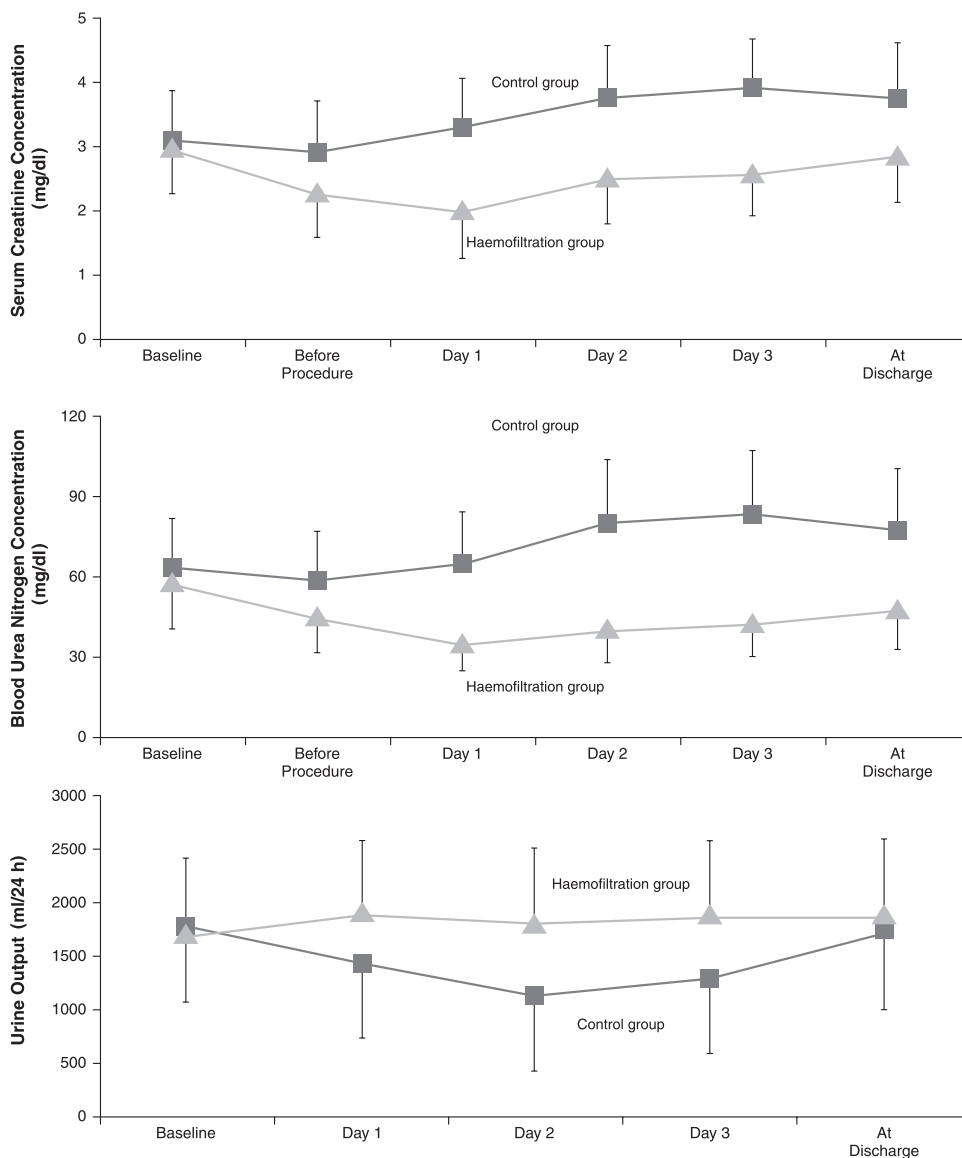 Serum Creatinine Concentration
(mg/dl)
5
4
3
2
1
0
Control group
Haemofiltration group
Baseline
Before
Procedure
Day 1
Day 2
Day 3
At
Discharge
Blood Urea Nitrogen Concentration
(mg/dl)
120
90
60
30
0
Control group
Haemofiltration group
Baseline
Before
Procedure
Day 1
Day 2
Day 3
At
Discharge
Urine Output (ml/24 h)
3000
2500
2000
1500
1000
500
0
Haemofiltration group
Control group
Baseline
Day 1
Day 2
Day 3
At
Discharge